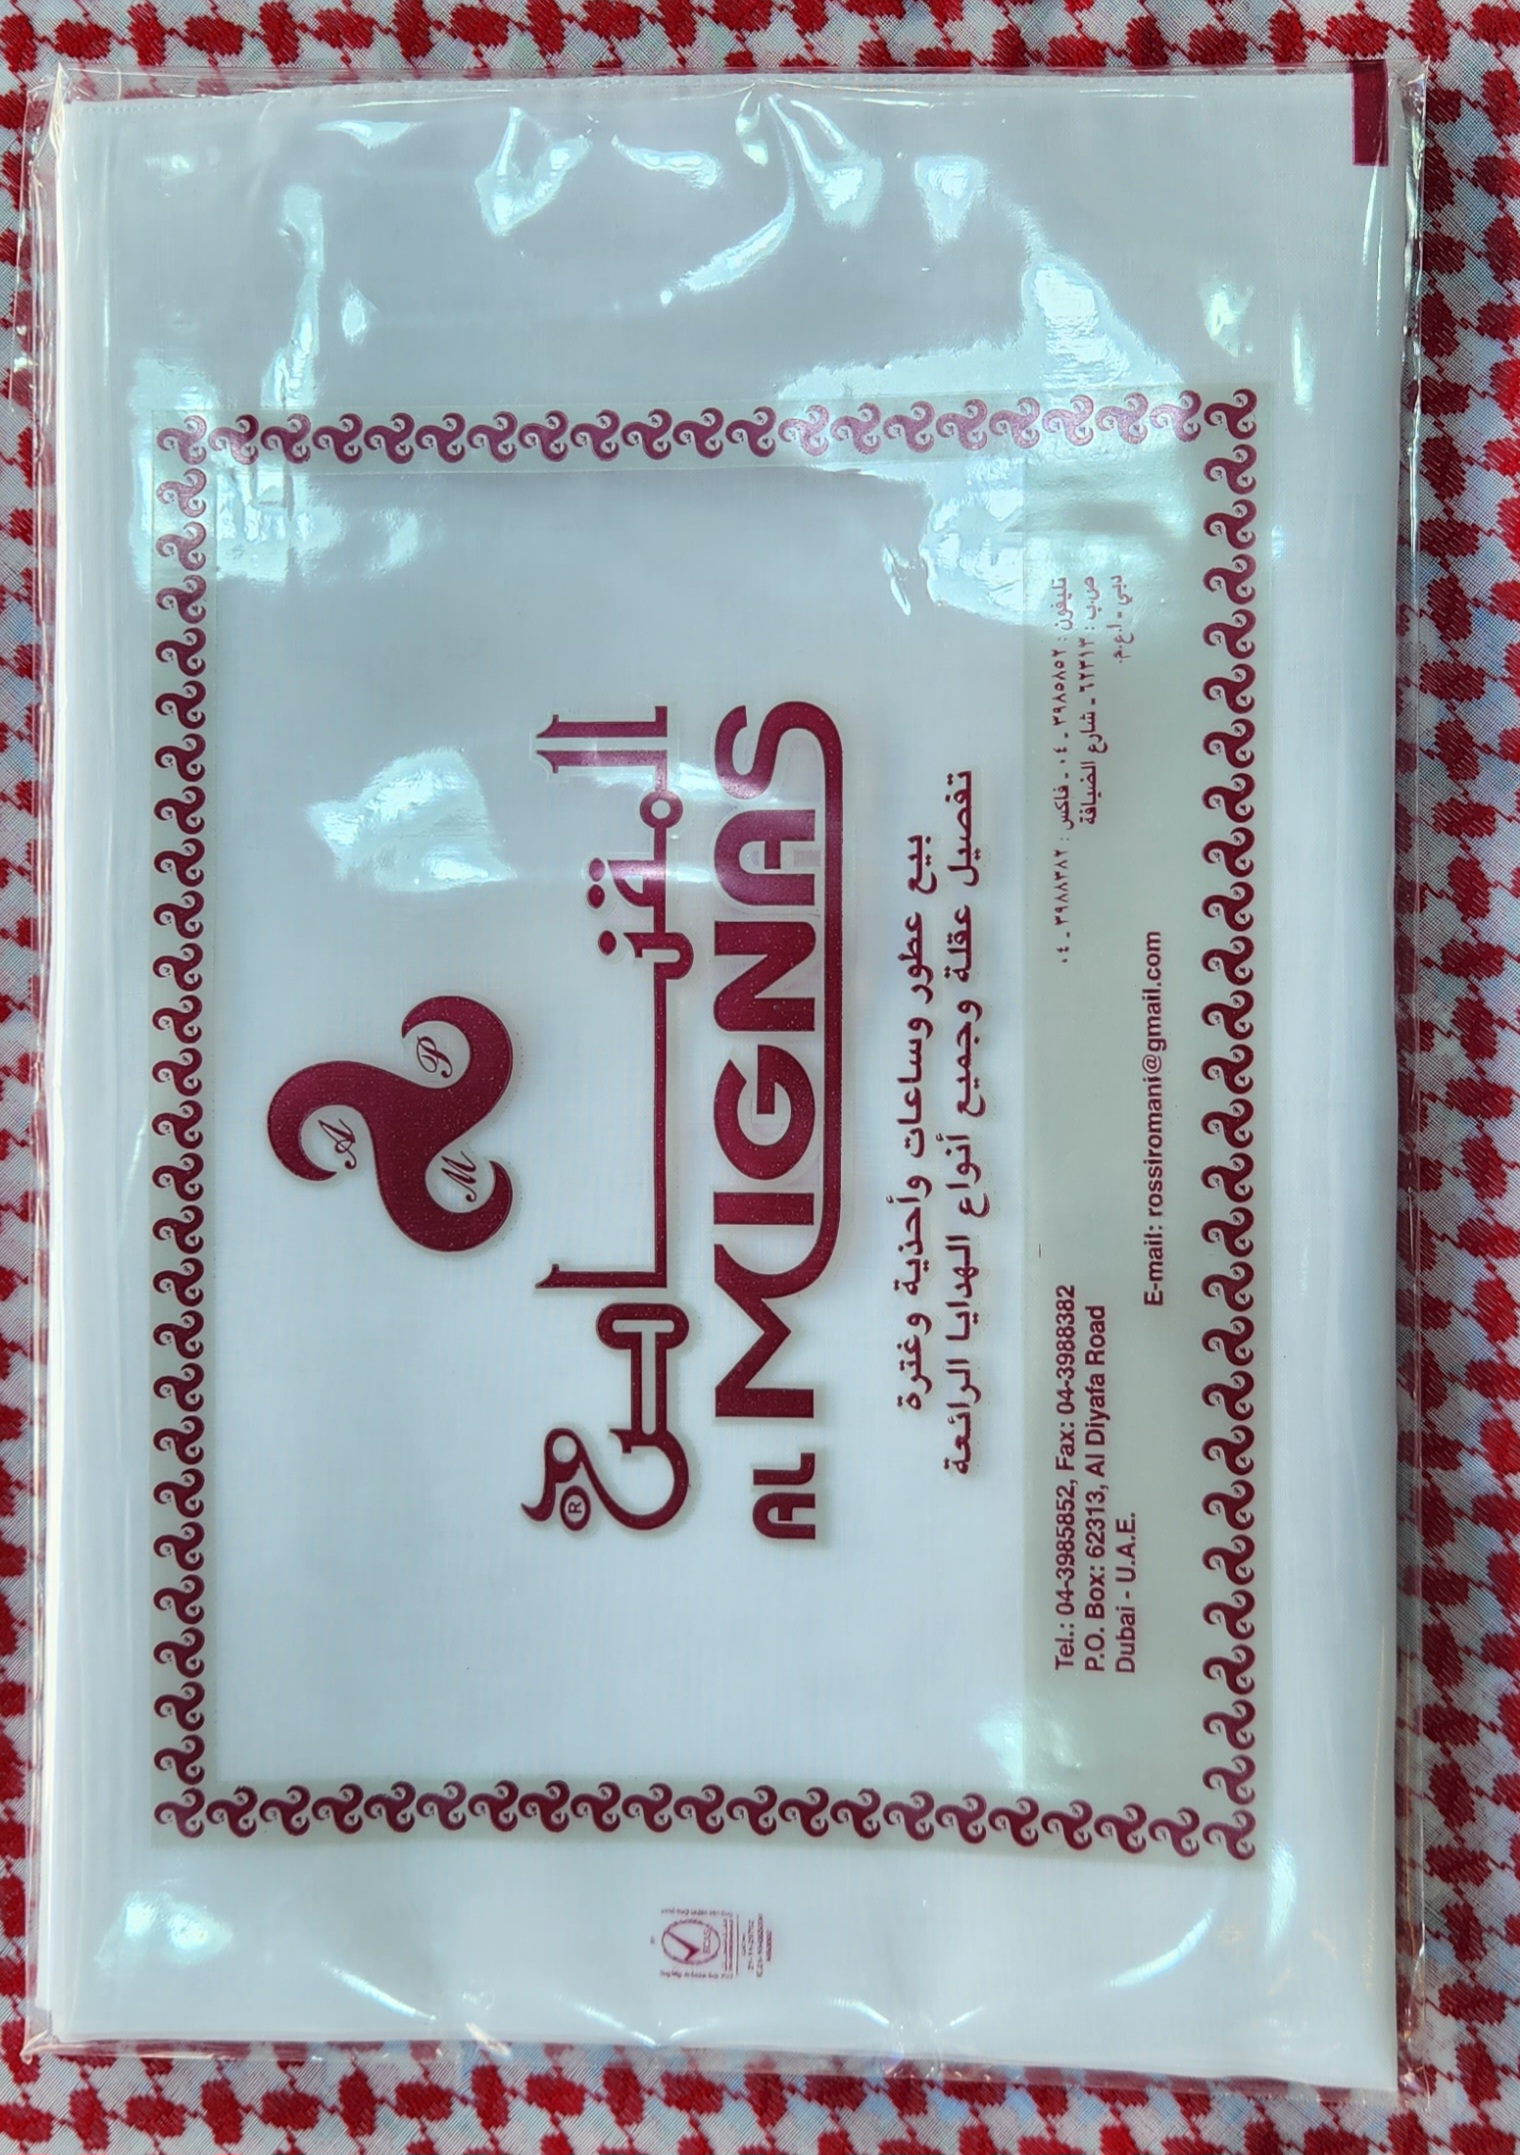 A
M P
المقناص
®
AL MIGNAS
بيع عطور وساعات وأحذية وغترة
تفصيل عقلة وجميع أنواع الهدايا الرائعة
Tel.: 04-3985852, Fax: 04-3988382
P.O. Box: 62313, Al Diyafa Road
Dubai - U.A.E.
تليفون : ٣٩٨٥٨٥٢ ـ ٠٤ ـ فاكس : ٣٩٨٨٣٨٢ ـ ٠٤
ص.ب : ٦٢٣١٣ ـ شارع الضيافة
دبي ـ ا.ع.م.
E-mail: rossiromani@gmail.com